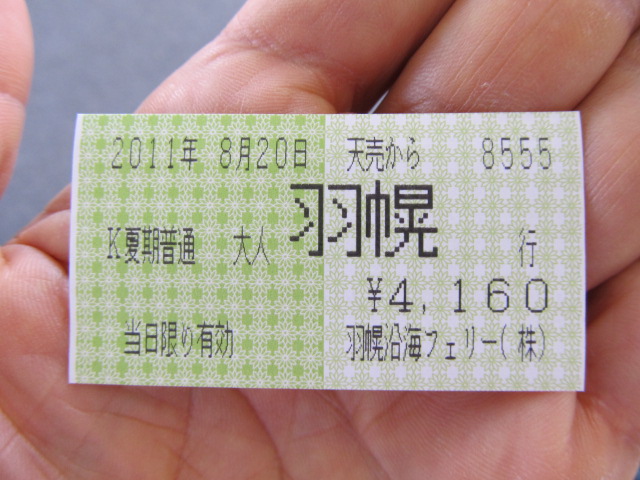 2011年 8月20日 天売から 8555
羽幌
K夏期普通 大人 行
¥4,160
当日限り有効 羽幌沿海フェリー(株)